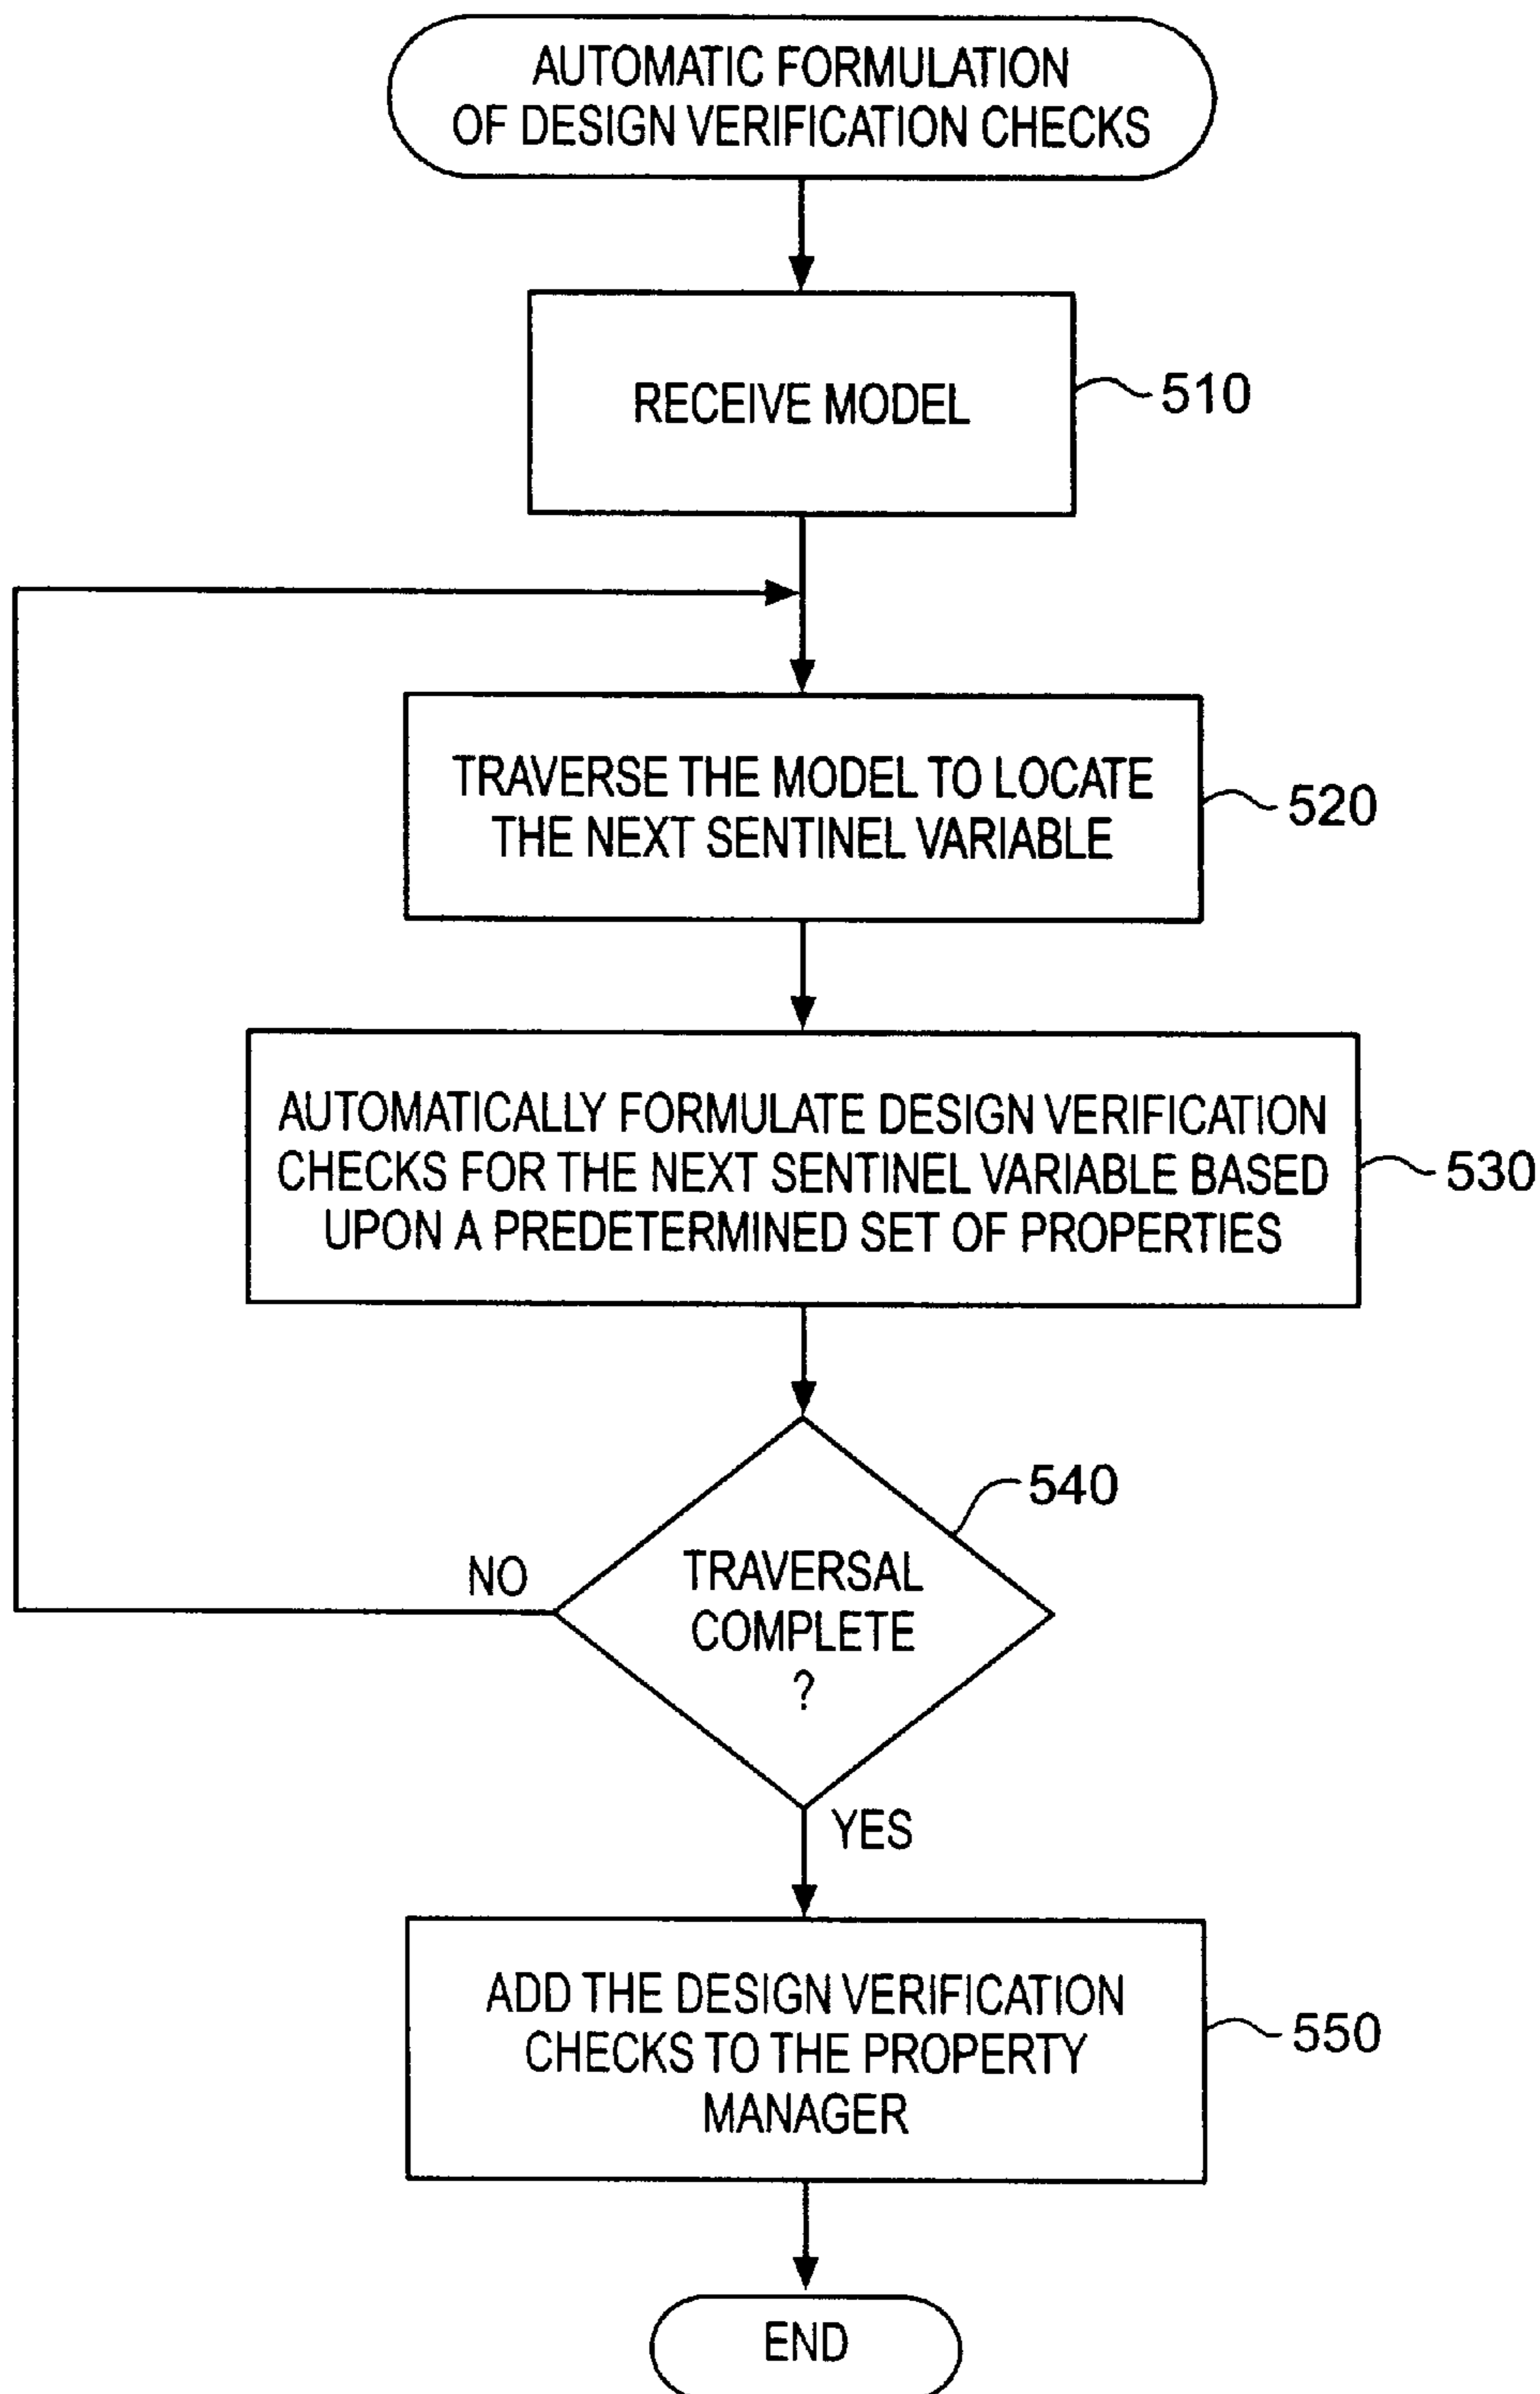 AUTOMATIC FORMULATION
OF DESIGN VERIFICATION CHECKS
RECEIVE MODEL
510
TRAVERSE THE MODEL TO LOCATE
THE NEXT SENTINEL VARIABLE
520
AUTOMATICALLY FORMULATE DESIGN VERIFICATION
CHECKS FOR THE NEXT SENTINEL VARIABLE BASED
UPON A PREDETERMINED SET OF PROPERTIES
530
540
NO
TRAVERSAL
COMPLETE
?
YES
ADD THE DESIGN VERIFICATION
CHECKS TO THE PROPERTY
MANAGER
550
END